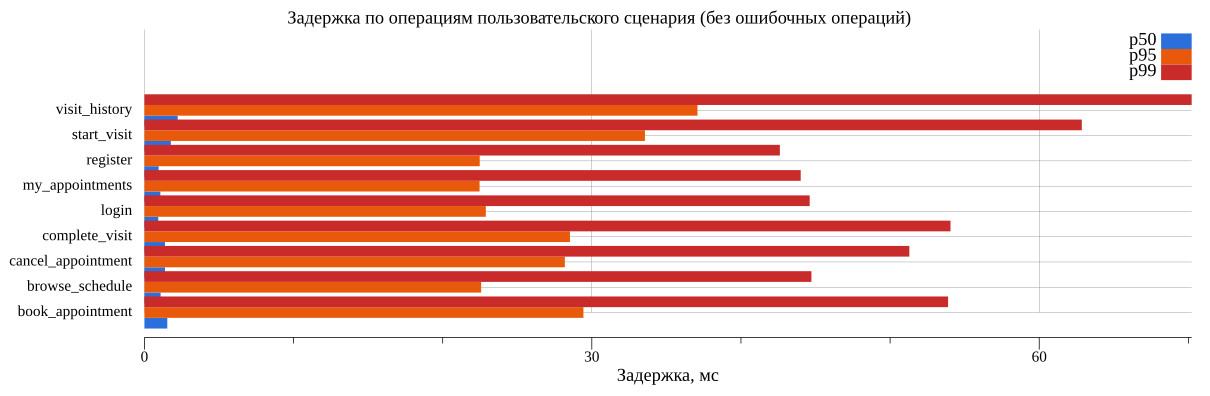 Задержка по операциям пользовательского сценария (без ошибочных операций)
p50
p95
p99
visit_history
start_visit
register
my_appointments
login
complete_visit
cancel_appointment
browse_schedule
book_appointment
0 30 60
Задержка, мс